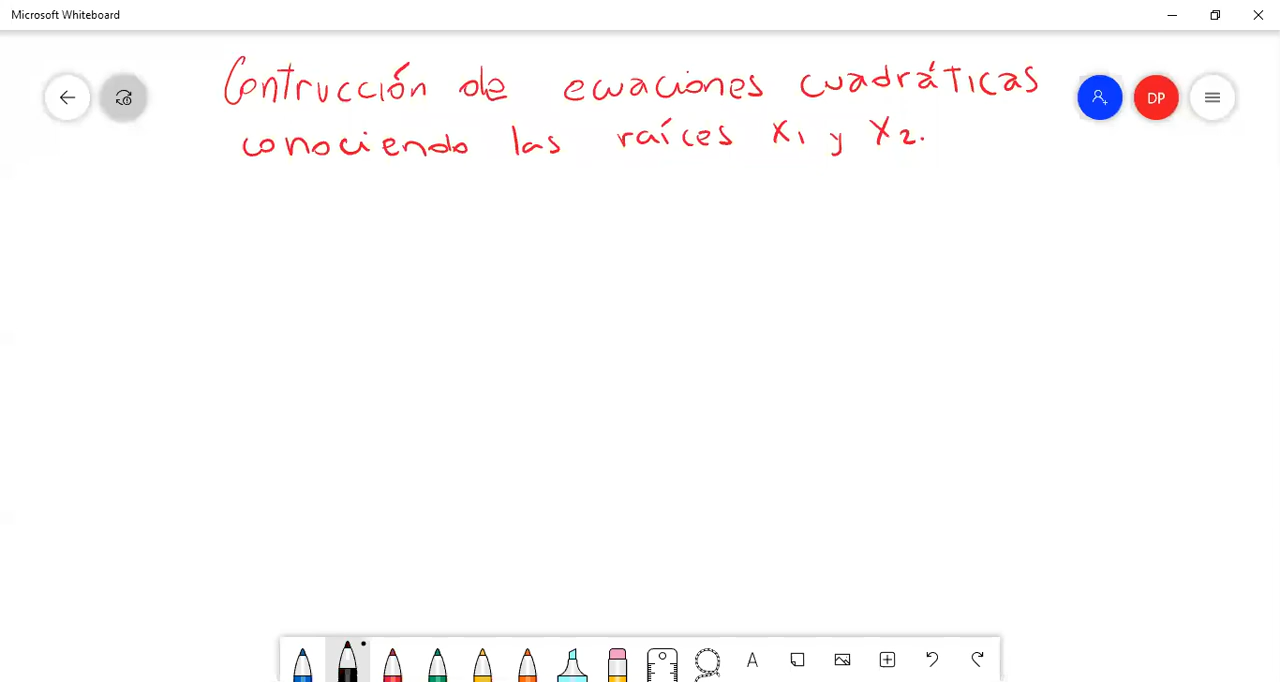 Microsoft Whiteboard
Contrucción de ecuaciones cuadráticas
DP
conociendo las raíces x1 y x2.
A